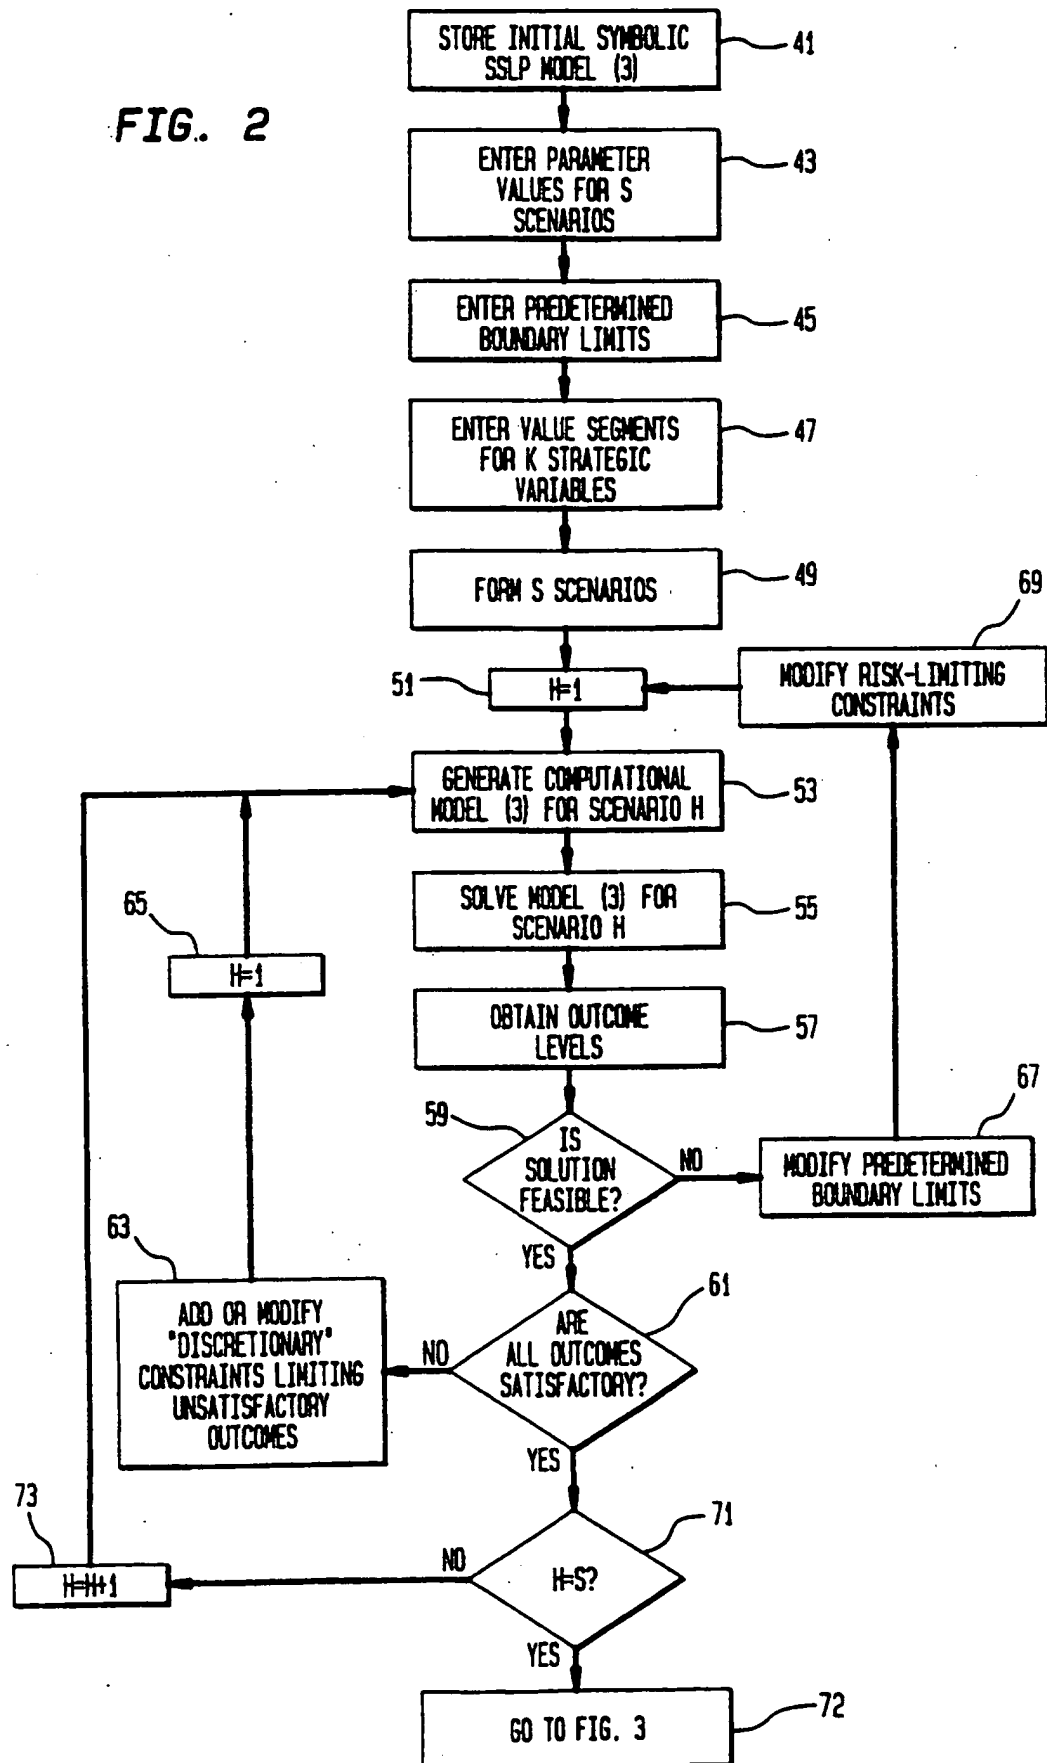 FIG. 2
STORE INITIAL SYMBOLIC
SSLP MODEL (3)
41
ENTER PARAMETER
VALUES FOR S
SCENARIOS
43
ENTER PREDETERMINED
BOUNDARY LIMITS
45
ENTER VALUE SEGMENTS
FOR K STRATEGIC
VARIABLES
47
FORM S SCENARIOS
49
69
MODIFY RISK-LIMITING
CONSTRAINTS
51
H=1
GENERATE COMPUTATIONAL
MODEL (3) FOR SCENARIO H
53
SOLVE MODEL (3) FOR
SCENARIO H
55
65
H=1
OBTAIN OUTCOME
LEVELS
57
59
IS
SOLUTION
FEASIBLE?
NO
YES
67
MODIFY PREDETERMINED
BOUNDARY LIMITS
63
ADD OR MODIFY
"DISCRETIONARY"
CONSTRAINTS LIMITING
UNSATISFACTORY
OUTCOMES
61
ARE
ALL OUTCOMES
SATISFACTORY?
NO
YES
73
H=H+1
71
H=S?
NO
YES
GO TO FIG. 3
72